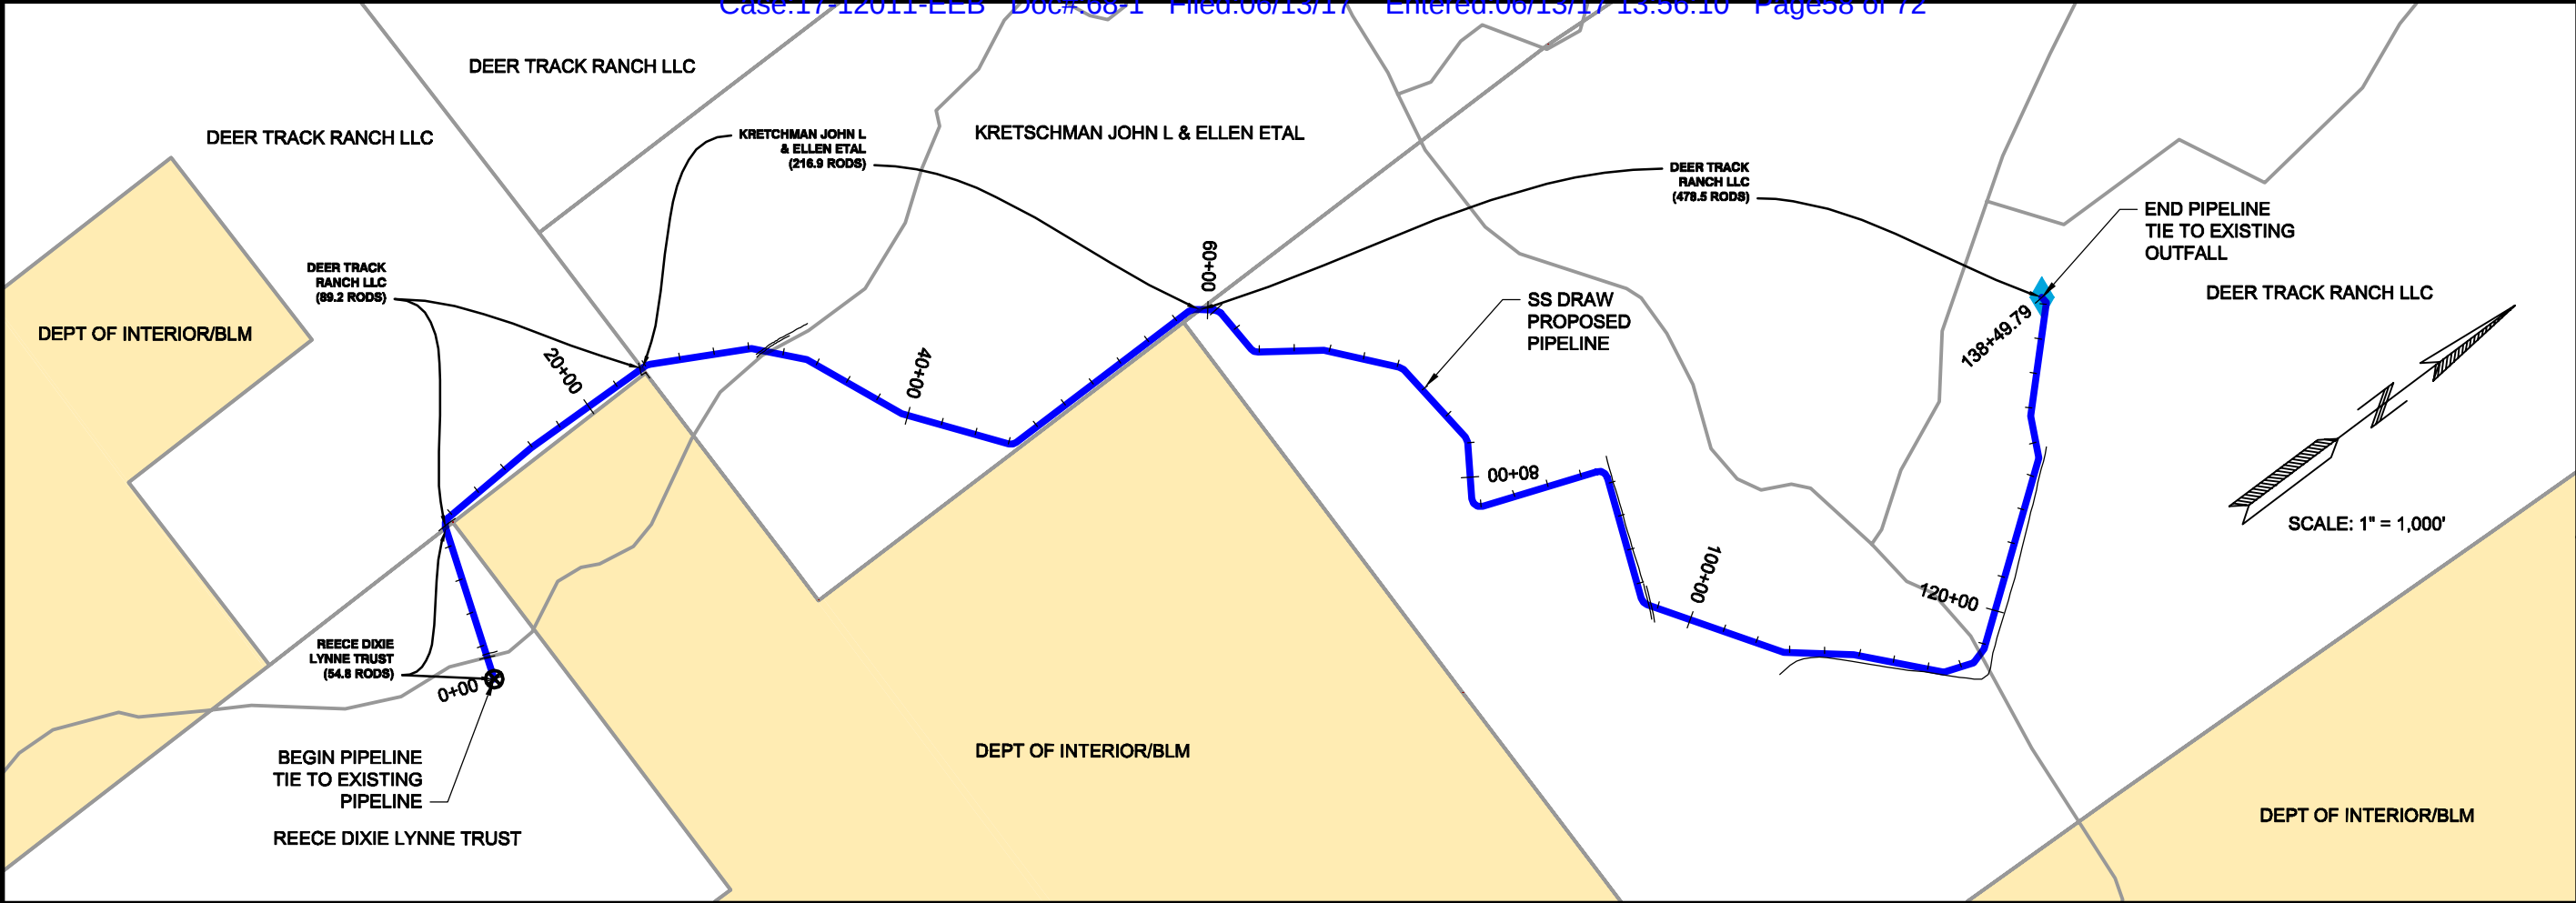 Case:17-12011-EEB Doc#:68-1 Filed:06/13/17 Entered:06/13/17 13:56:10 Page58 of 72
DEER TRACK RANCH LLC
DEER TRACK RANCH LLC
KRETCHMAN JOHN L
& ELLEN ETAL
(216.9 RODS)
KRETSCHMAN JOHN L & ELLEN ETAL
DEER TRACK
RANCH LLC
(478.5 RODS)
END PIPELINE
TIE TO EXISTING
OUTFALL
DEER TRACK RANCH LLC
DEER TRACK
RANCH LLC
(89.2 RODS)
DEPT OF INTERIOR/BLM
20+00
40+00
60+00
SS DRAW
PROPOSED
PIPELINE
138+49.79
80+00
N
SCALE: 1" = 1,000'
100+00
120+00
REECE DIXIE
LYNNE TRUST
(54.8 RODS)
0+00
BEGIN PIPELINE
TIE TO EXISTING
PIPELINE
REECE DIXIE LYNNE TRUST
DEPT OF INTERIOR/BLM
DEPT OF INTERIOR/BLM